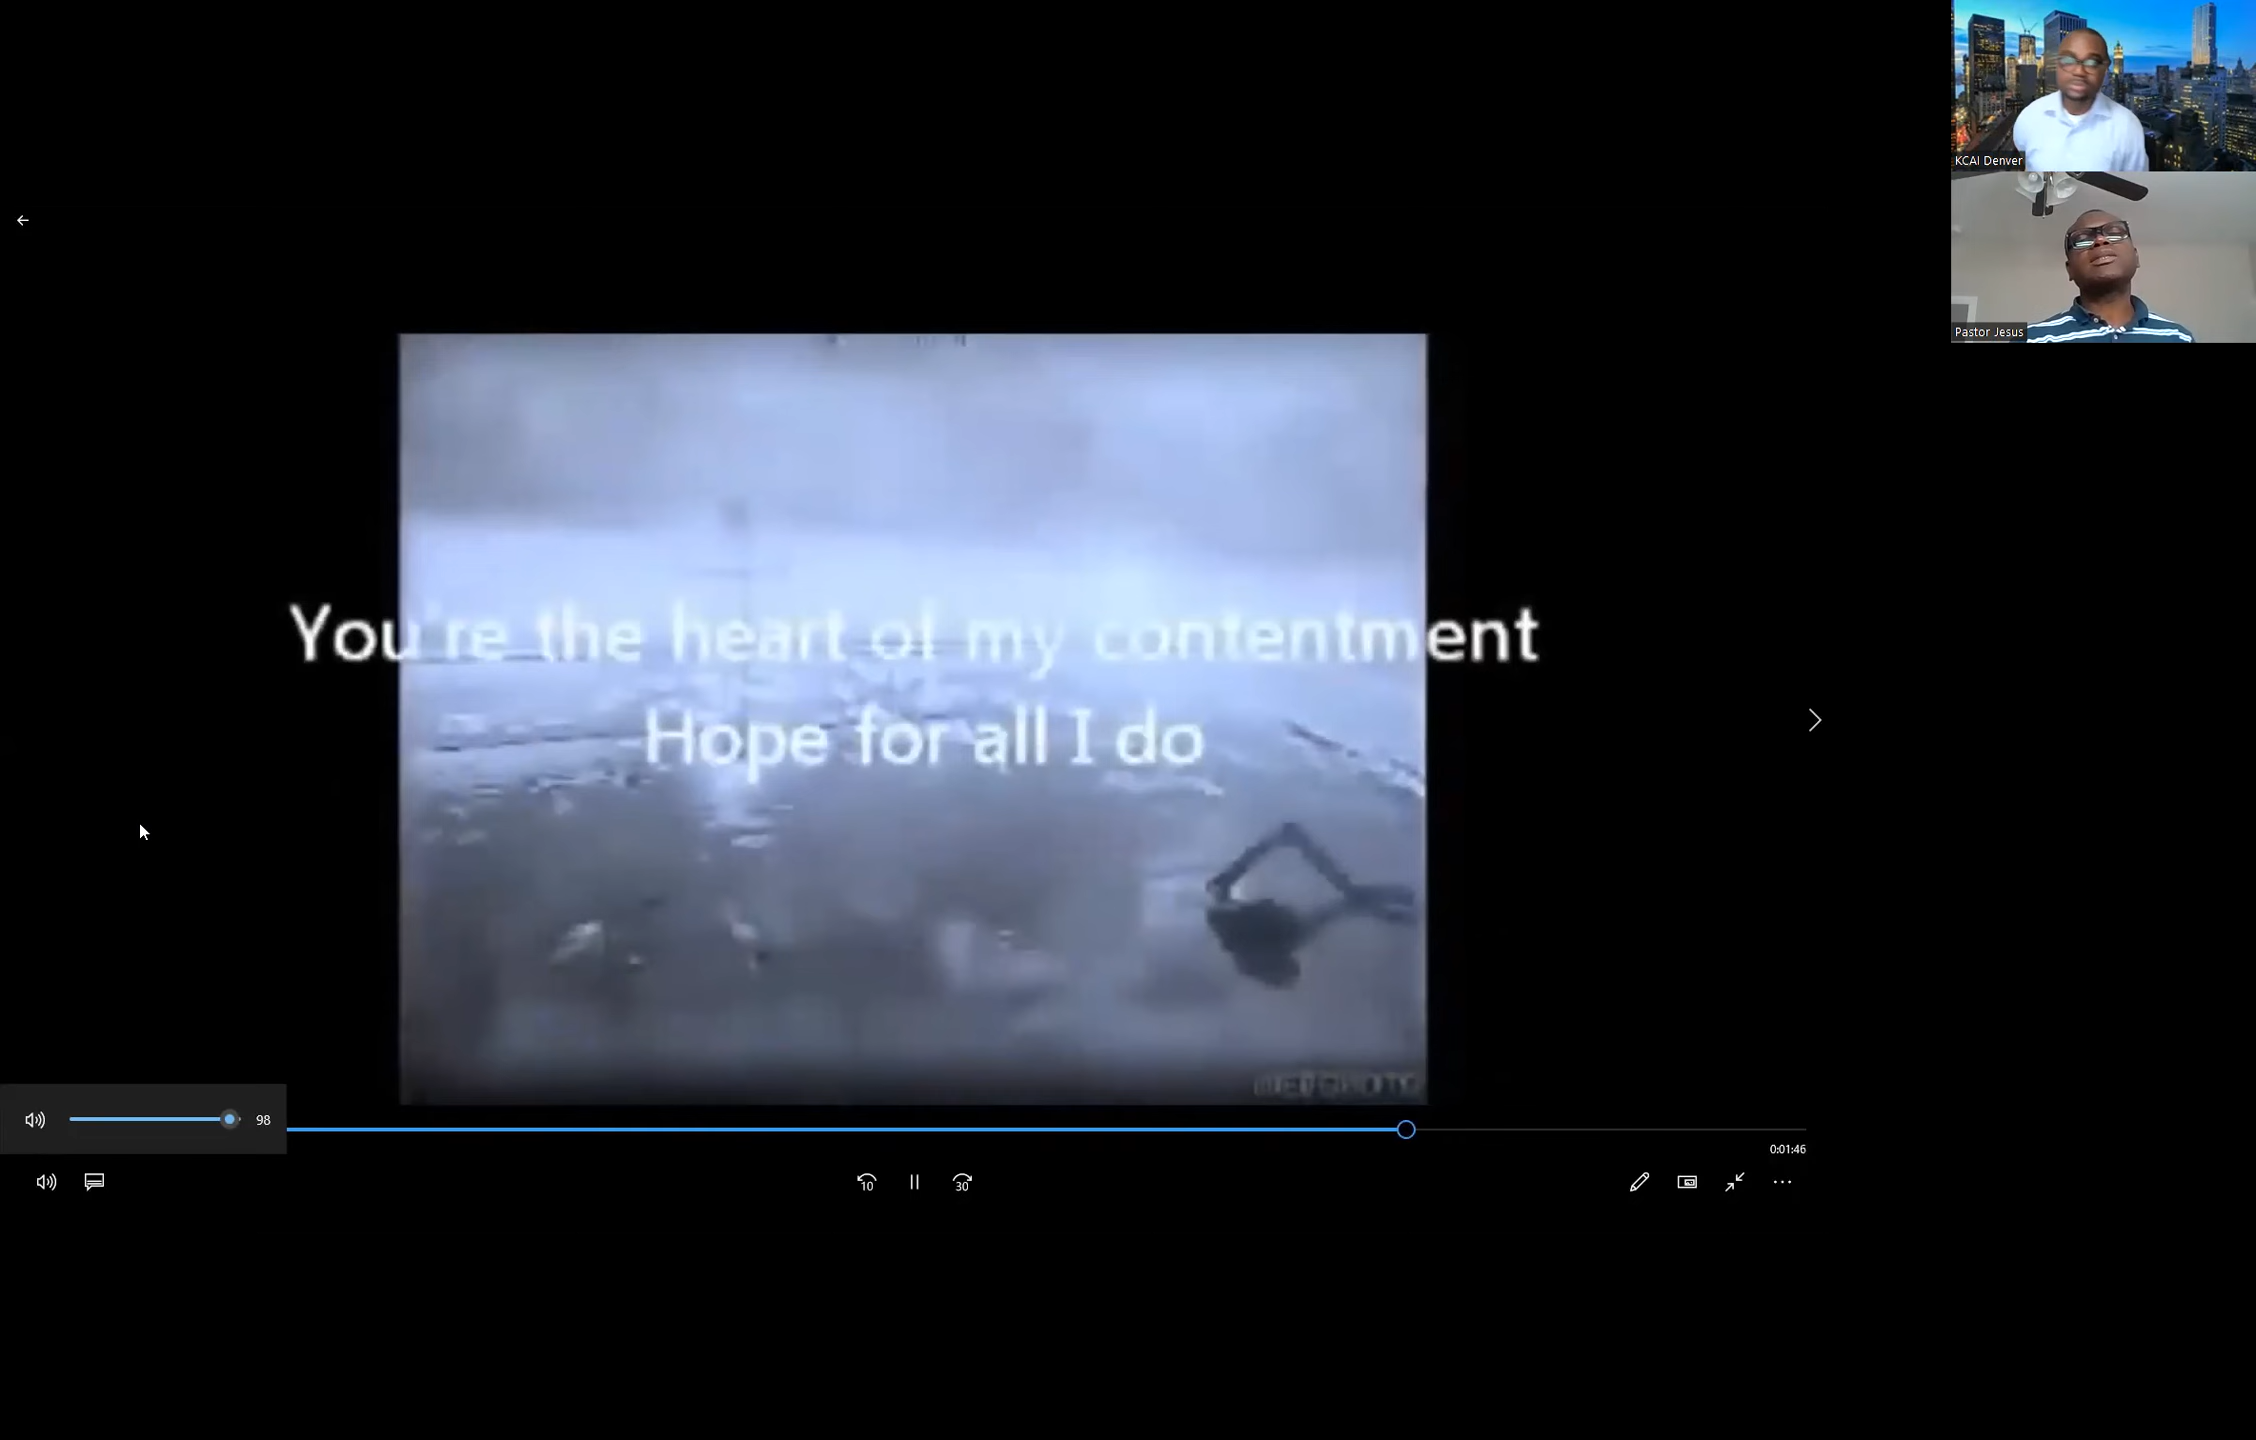 KCAI Denver
Pastor Jesus
You're the heart of my contentment
Hope for all I do
98
0:01:46
10
30